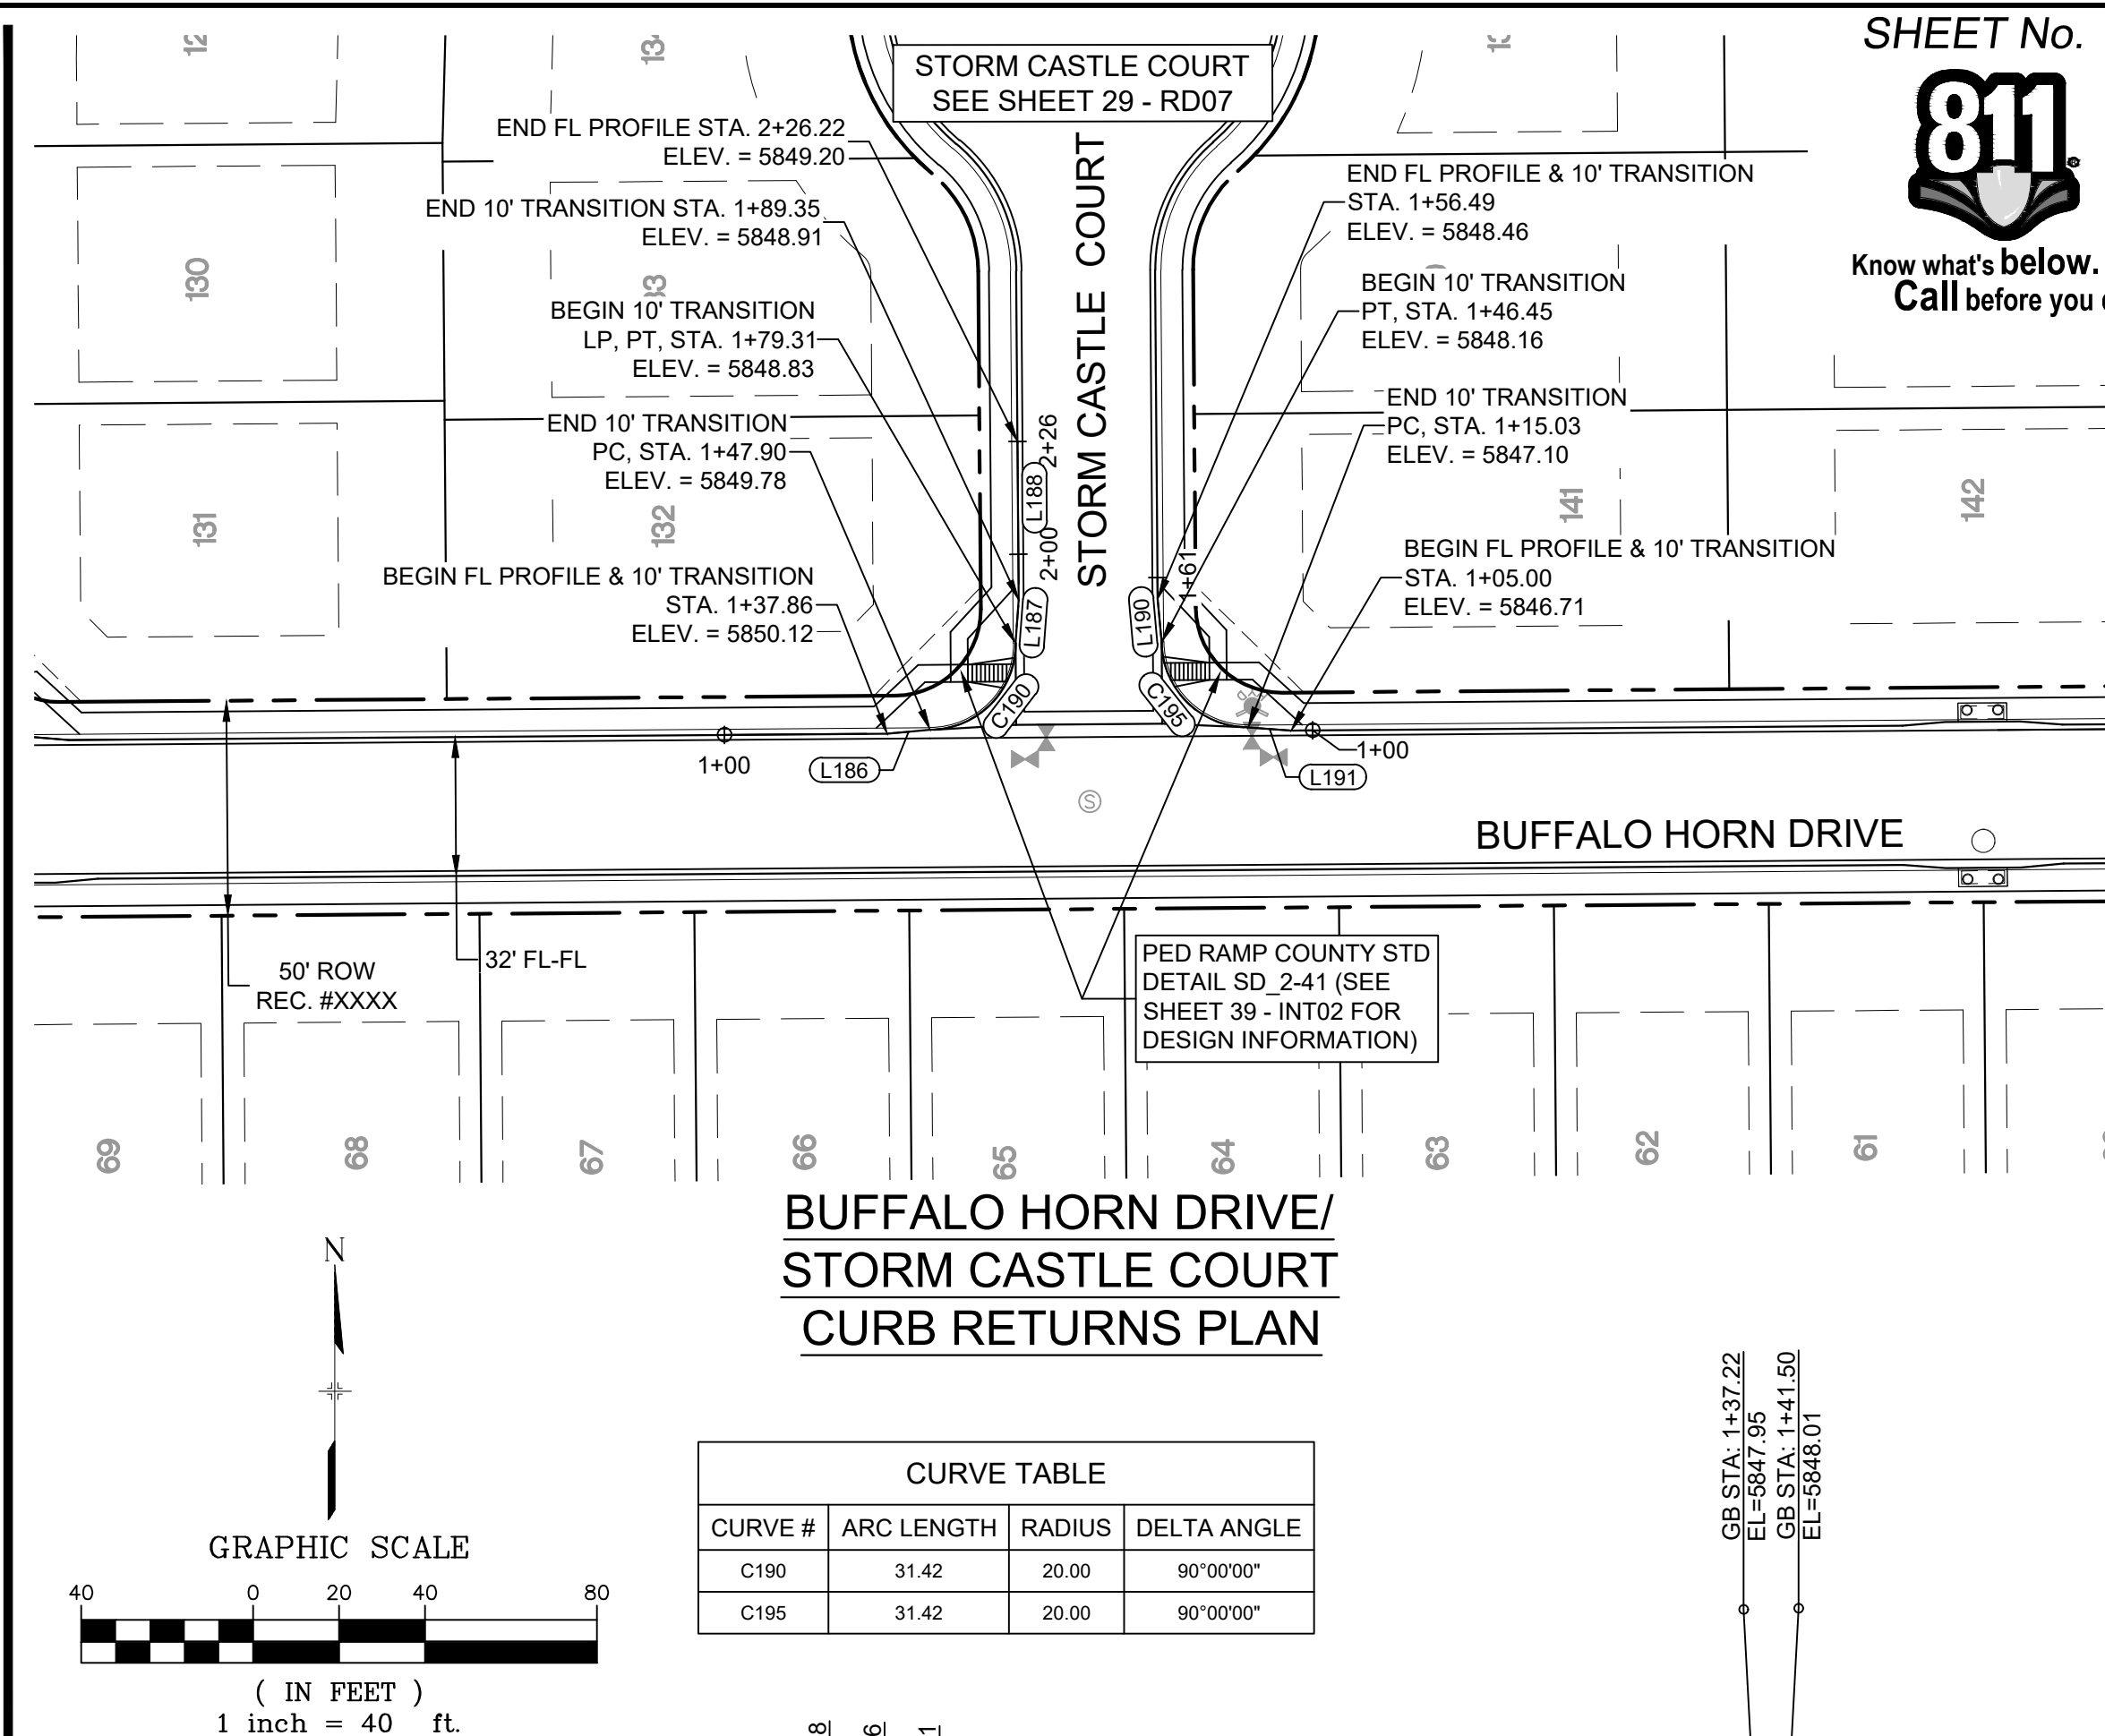 SHEET No.
811
Know what's below.
Call before you
STORM CASTLE COURT
SEE SHEET 29 - RD07
END FL PROFILE STA. 2+26.22
ELEV. = 5849.20
END 10' TRANSITION STA. 1+89.35
ELEV. = 5848.91
BEGIN 10' TRANSITION
LP, PT, STA. 1+79.31
ELEV. = 5848.83
END 10' TRANSITION
PC, STA. 1+47.90
ELEV. = 5849.78
BEGIN FL PROFILE & 10' TRANSITION
STA. 1+37.86
ELEV. = 5850.12
END FL PROFILE & 10' TRANSITION
STA. 1+56.49
ELEV. = 5848.46
BEGIN 10' TRANSITION
PT, STA. 1+46.45
ELEV. = 5848.16
END 10' TRANSITION
PC, STA. 1+15.03
ELEV. = 5847.10
BEGIN FL PROFILE & 10' TRANSITION
STA. 1+05.00
ELEV. = 5846.71
STORM CASTLE COURT
2+26
L188
2+00
L187
L190
1+61
C190
C195
130
131
132
141
142
1+00
L186
1+00
L191
S
BUFFALO HORN DRIVE
50' ROW
REC. #XXXX
32' FL-FL
PED RAMP COUNTY STD
DETAIL SD_2-41 (SEE
SHEET 39 - INT02 FOR
DESIGN INFORMATION)
69
68
67
66
65
64
63
62
61
BUFFALO HORN DRIVE/
STORM CASTLE COURT
CURB RETURNS PLAN
N
GRAPHIC SCALE
40 0 20 40 80
( IN FEET )
1 inch = 40 ft.
CURVE TABLE
CURVE # ARC LENGTH RADIUS DELTA ANGLE
C190 31.42 20.00 90°00'00"
C195 31.42 20.00 90°00'00"
GB STA: 1+37.22
EL=5847.95
GB STA: 1+41.50
EL=5848.01